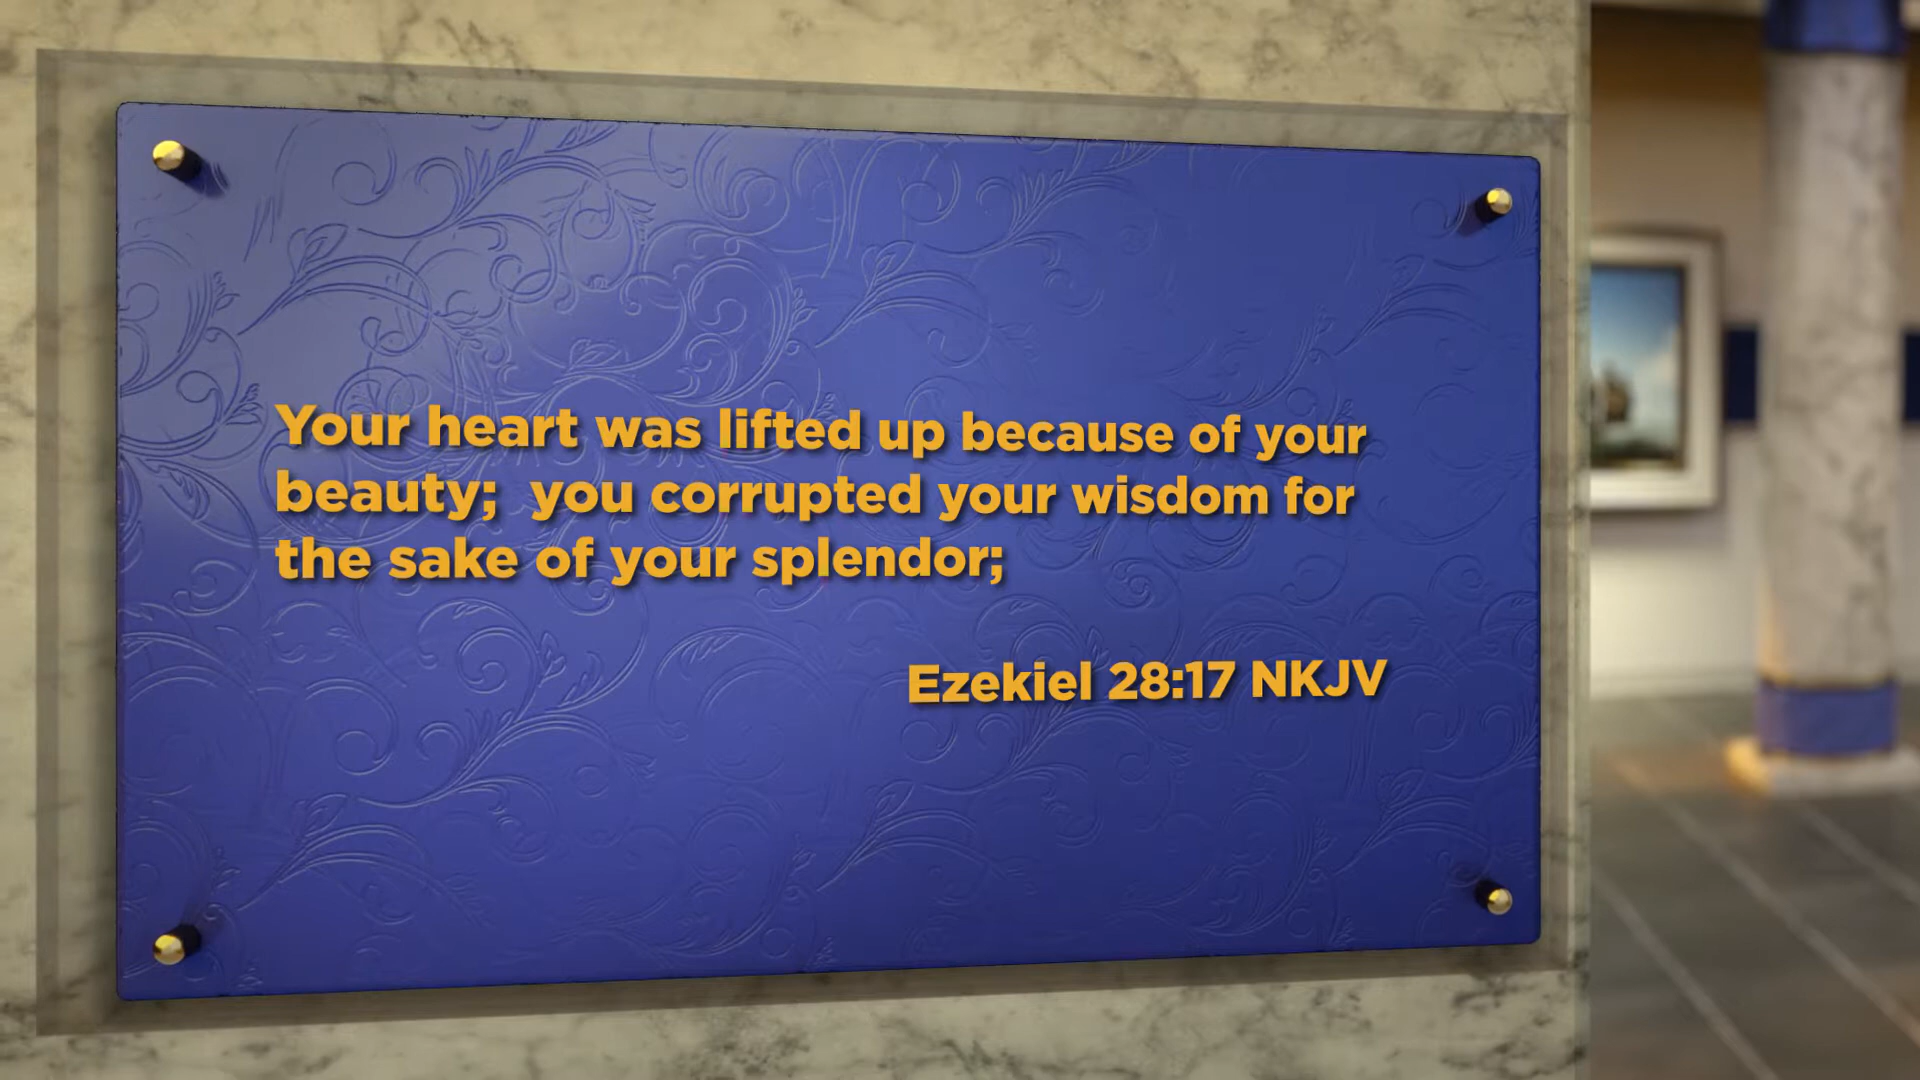 Your heart was lifted up because of your
beauty;  you corrupted your wisdom for
the sake of your splendor;
Ezekiel 28:17 NKJV